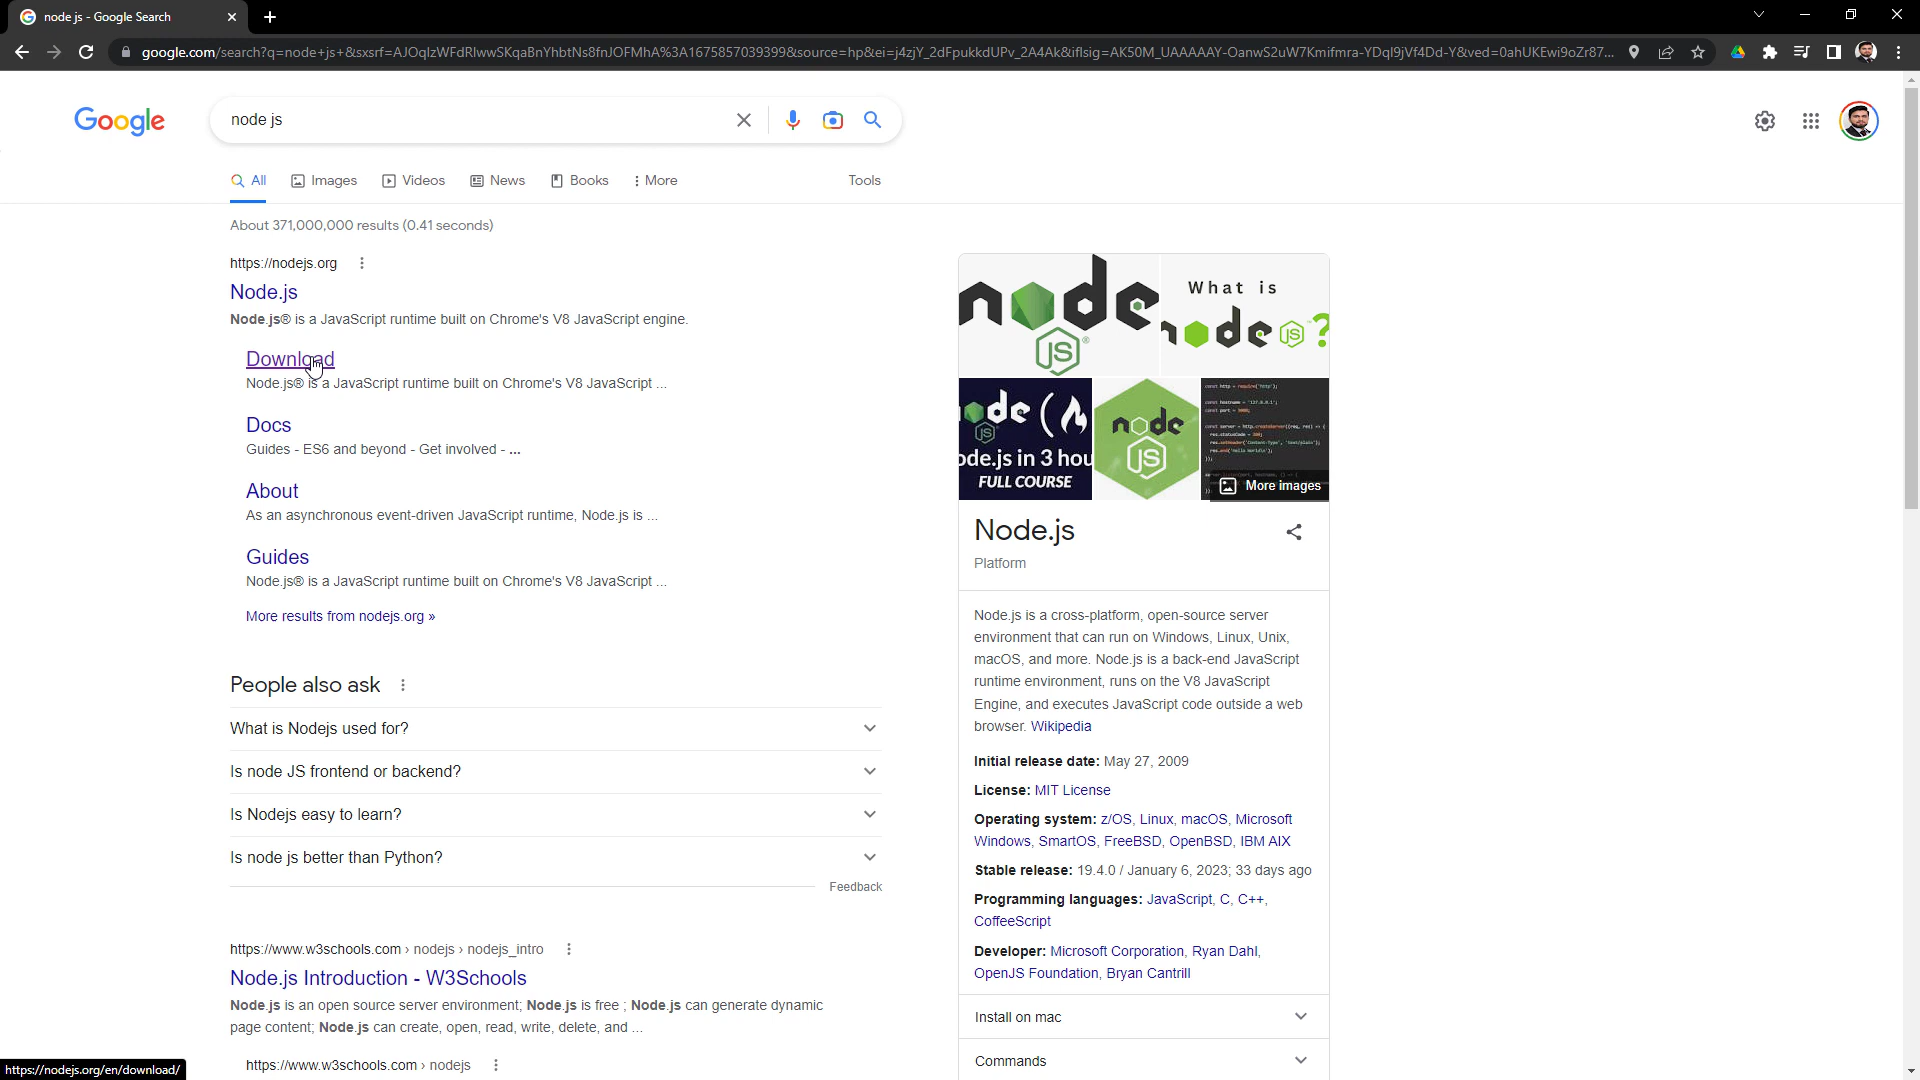 node js - Google Search
google.com/search?q=node+js+&sxsrf=AJOqlzWFdRlwwSKqaBnYhbtNs8fnJOFMhA%3A1675857039399&source=hp&ei=j4zjY_2dFpukkdUPv_2A4Ak&iflsig=AK50M_UAAAAAY-OanwS2uW7Kmifmra-YDqI9jVf4Dd-Y&ved=0ahUKEwi9oZr87...
Google
node js
All
Images
Videos
News
Books
More
Tools
About 371,000,000 results (0.41 seconds)
https://nodejs.org
Node.js
Node.js® is a JavaScript runtime built on Chrome's V8 JavaScript engine.
Download
Node.js® is a JavaScript runtime built on Chrome's V8 JavaScript ...
Docs
Guides - ES6 and beyond - Get involved - ...
About
As an asynchronous event-driven JavaScript runtime, Node.js is ...
Guides
Node.js® is a JavaScript runtime built on Chrome's V8 JavaScript ...
More results from nodejs.org »
People also ask
What is Nodejs used for?
Is node JS frontend or backend?
Is Nodejs easy to learn?
Is node js better than Python?
Feedback
https://www.w3schools.com › nodejs › nodejs_intro
Node.js Introduction - W3Schools
Node.js is an open source server environment; Node.js is free ; Node.js can generate dynamic
page content; Node.js can create, open, read, write, delete, and ...
https://www.w3schools.com › nodejs
https://nodejs.org/en/download/
node
JS
What is
node JS ?
ode (
JS
ode.js in 3 hou
FULL COURSE
node
JS
More images
Node.js
Platform
Node.js is a cross-platform, open-source server
environment that can run on Windows, Linux, Unix,
macOS, and more. Node.js is a back-end JavaScript
runtime environment, runs on the V8 JavaScript
Engine, and executes JavaScript code outside a web
browser. Wikipedia
Initial release date: May 27, 2009
License: MIT License
Operating system: z/OS, Linux, macOS, Microsoft
Windows, SmartOS, FreeBSD, OpenBSD, IBM AIX
Stable release: 19.4.0 / January 6, 2023; 33 days ago
Programming languages: JavaScript, C, C++,
CoffeeScript
Developer: Microsoft Corporation, Ryan Dahl,
OpenJS Foundation, Bryan Cantrill
Install on mac
Commands